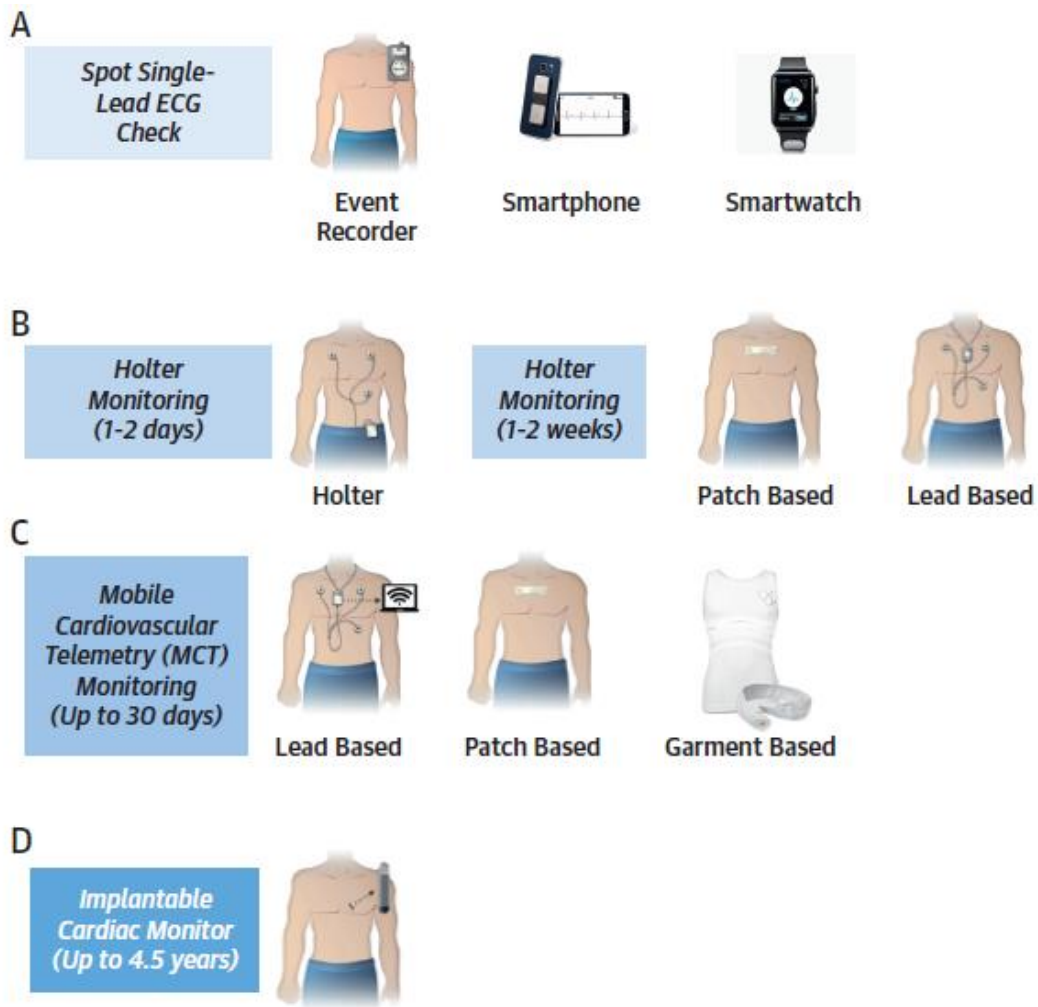 A
Spot Single-
Lead ECG
Check
Event
Recorder
Smartphone
Smartwatch
B
Holter
Monitoring
(1-2 days)
Holter
Holter
Monitoring
(1-2 weeks)
Patch Based
Lead Based
C
Mobile
Cardiovascular
Telemetry (MCT)
Monitoring
(Up to 30 days)
Lead Based
Patch Based
Garment Based
D
Implantable
Cardiac Monitor
(Up to 4.5 years)